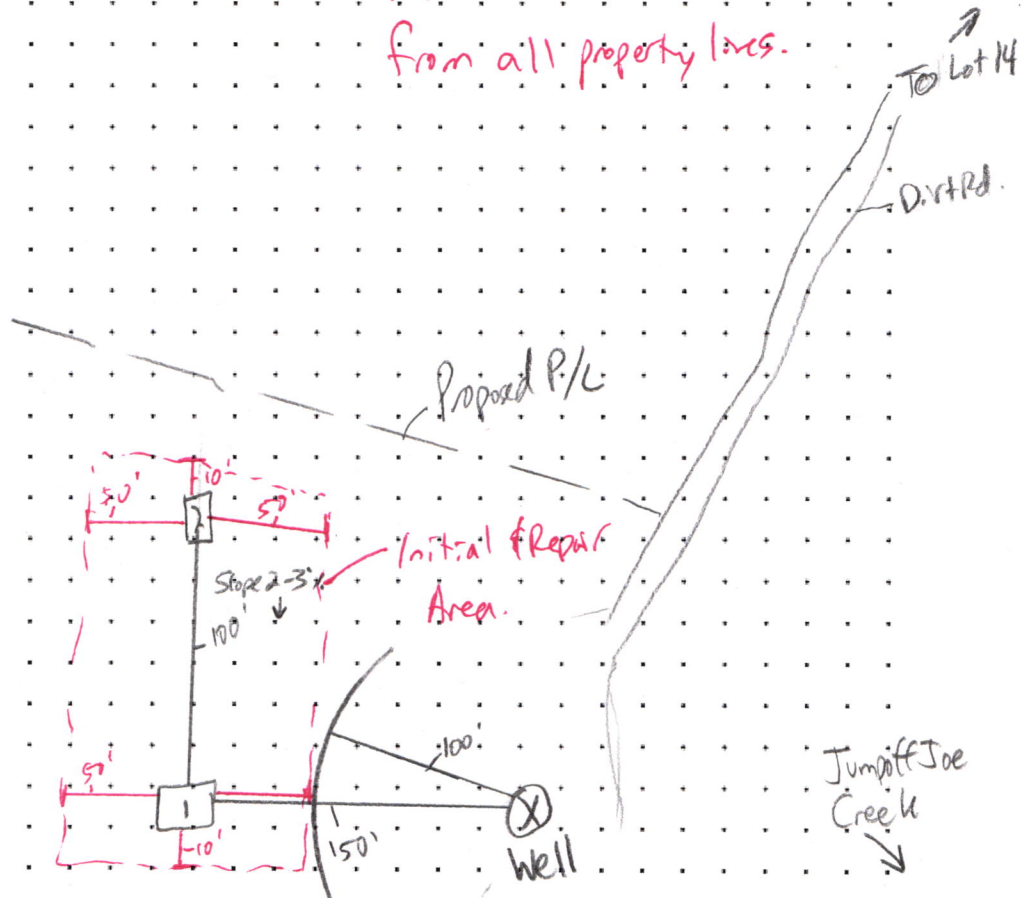 from all property lines.
To Lot 14
Dirt Rd.
Proposed P/L
10'
50'
2
50'
Initial & Repair
Area.
Slope 2-3%
100'
100'
50'
1
10'
150'
X
Well
Jumpoff Joe
Creek